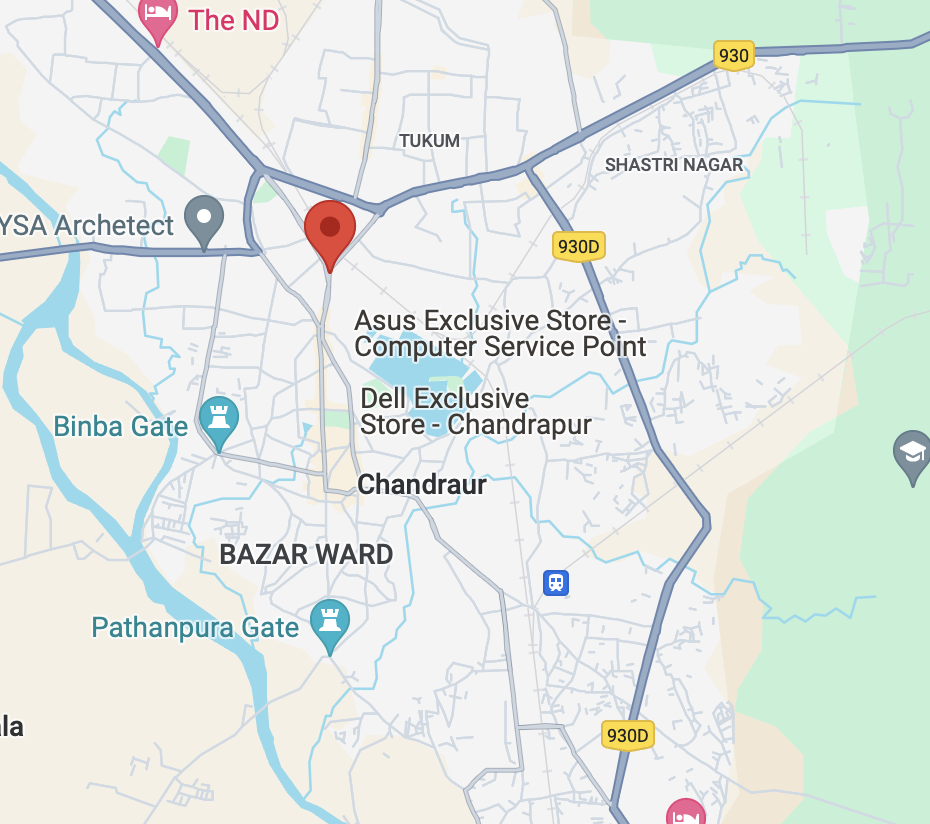 The ND
930
TUKUM
SHASTRI NAGAR
YSA Archetect
930D
Asus Exclusive Store -
Computer Service Point
Dell Exclusive
Store - Chandrapur
Binba Gate
Chandraur
BAZAR WARD
Pathanpura Gate
la
930D